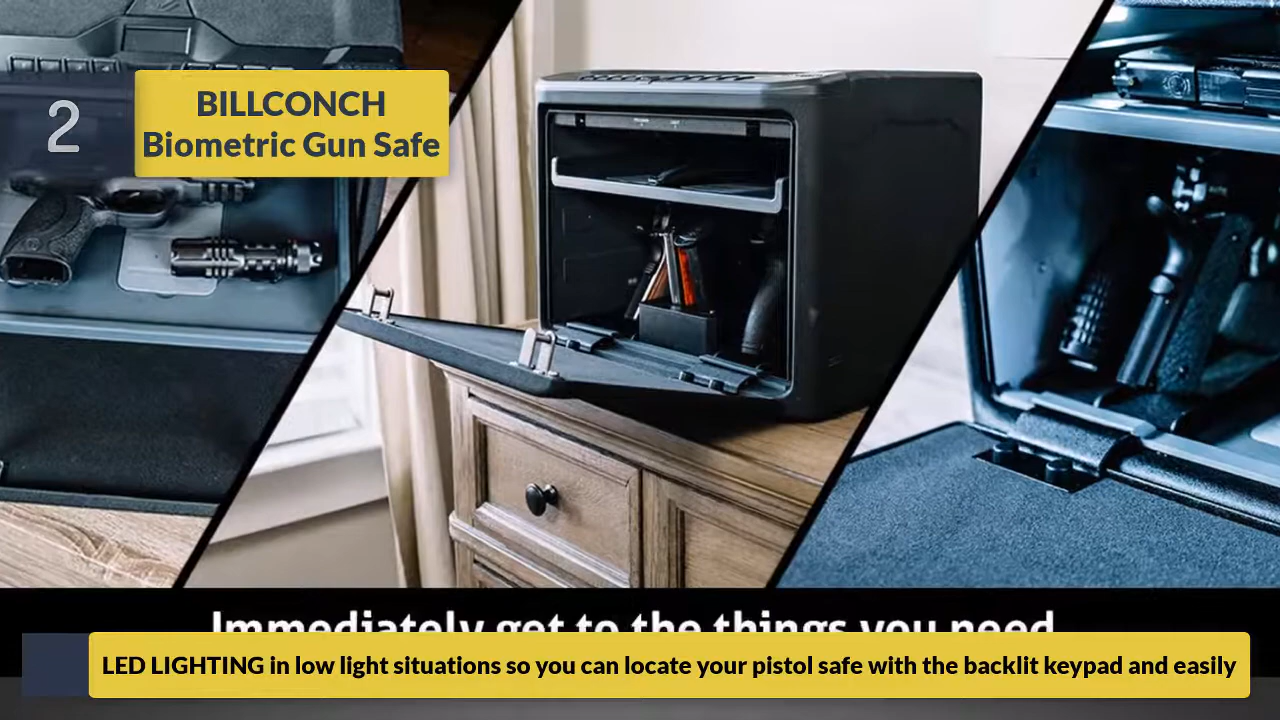 2
BILLCONCH
Biometric Gun Safe
Immediately get to the things you need
LED LIGHTING in low light situations so you can locate your pistol safe with the backlit keypad and easily